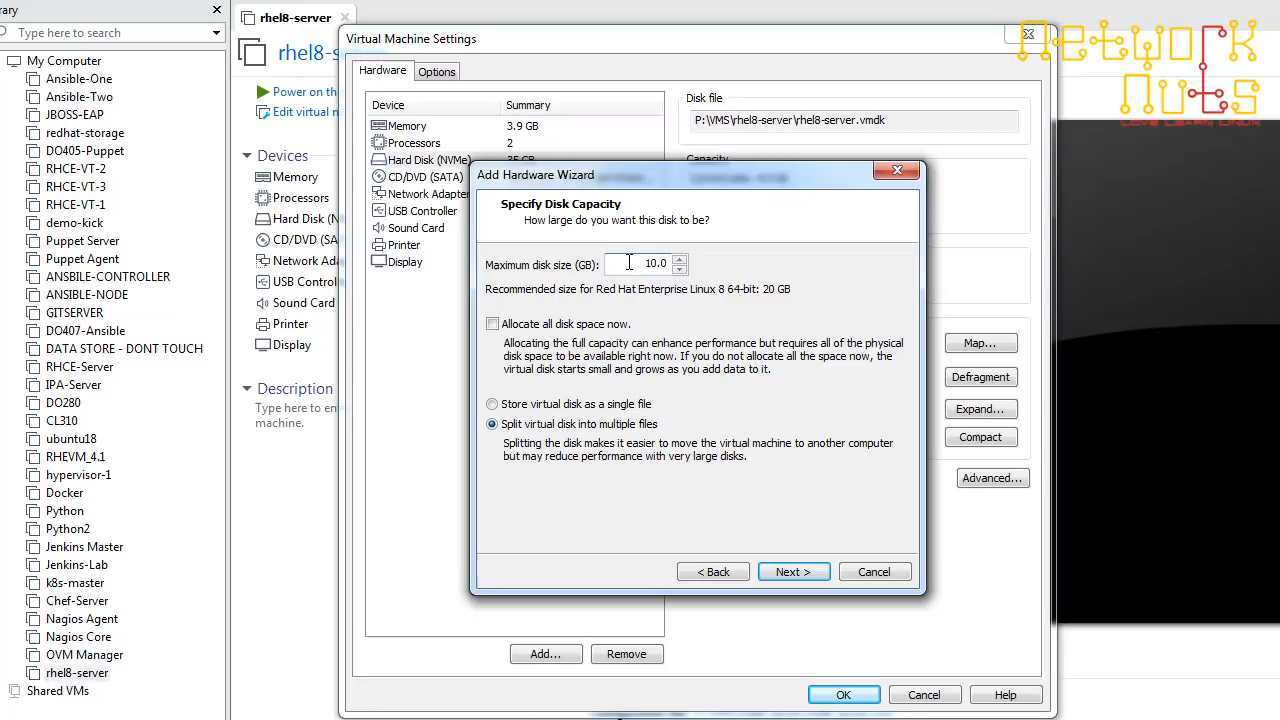 rary
Type here to search
My Computer
Ansible-One
Ansible-Two
JBOSS-EAP
redhat-storage
DO405-Puppet
RHCE-VT-2
RHCE-VT-3
RHCE-VT-1
demo-kick
Puppet Server
Puppet Agent
ANSBILE-CONTROLLER
ANSIBLE-NODE
GITSERVER
DO407-Ansible
DATA STORE - DONT TOUCH
RHCE-Server
IPA-Server
DO280
CL310
ubuntu18
RHEVM_4.1
hypervisor-1
Docker
Python
Python2
Jenkins Master
Jenkins-Lab
k8s-master
Chef-Server
Nagios Agent
Nagios Core
OVM Manager
rhel8-server
Shared VMs
rhel8-server
rhel8-s
Power on th
Edit virtual m
Devices
Memory
Processors
Hard Disk (N
CD/DVD (SA
Network Ada
USB Control
Sound Card
Printer
Display
Description
Type here to en
machine.
Virtual Machine Settings
Hardware
Options
Device
Summary
Memory
3.9 GB
Processors
2
Hard Disk (NVMe)
35 GB
CD/DVD (SATA)
Network Adapter
USB Controller
Sound Card
Printer
Display
Add...
Remove
Disk file
P:\VMS\rhel8-server\rhel8-server.vmdk
Capacity
Map...
Defragment
Expand...
Compact
Advanced...
OK
Cancel
Help
Add Hardware Wizard
Specify Disk Capacity
How large do you want this disk to be?
Maximum disk size (GB):
10.0
Recommended size for Red Hat Enterprise Linux 8 64-bit: 20 GB
Allocate all disk space now.
Allocating the full capacity can enhance performance but requires all of the physical
disk space to be available right now. If you do not allocate all the space now, the
virtual disk starts small and grows as you add data to it.
Store virtual disk as a single file
Split virtual disk into multiple files
Splitting the disk makes it easier to move the virtual machine to another computer
but may reduce performance with very large disks.
< Back
Next >
Cancel
Network
Nuts
LOVE LEARN LINUX